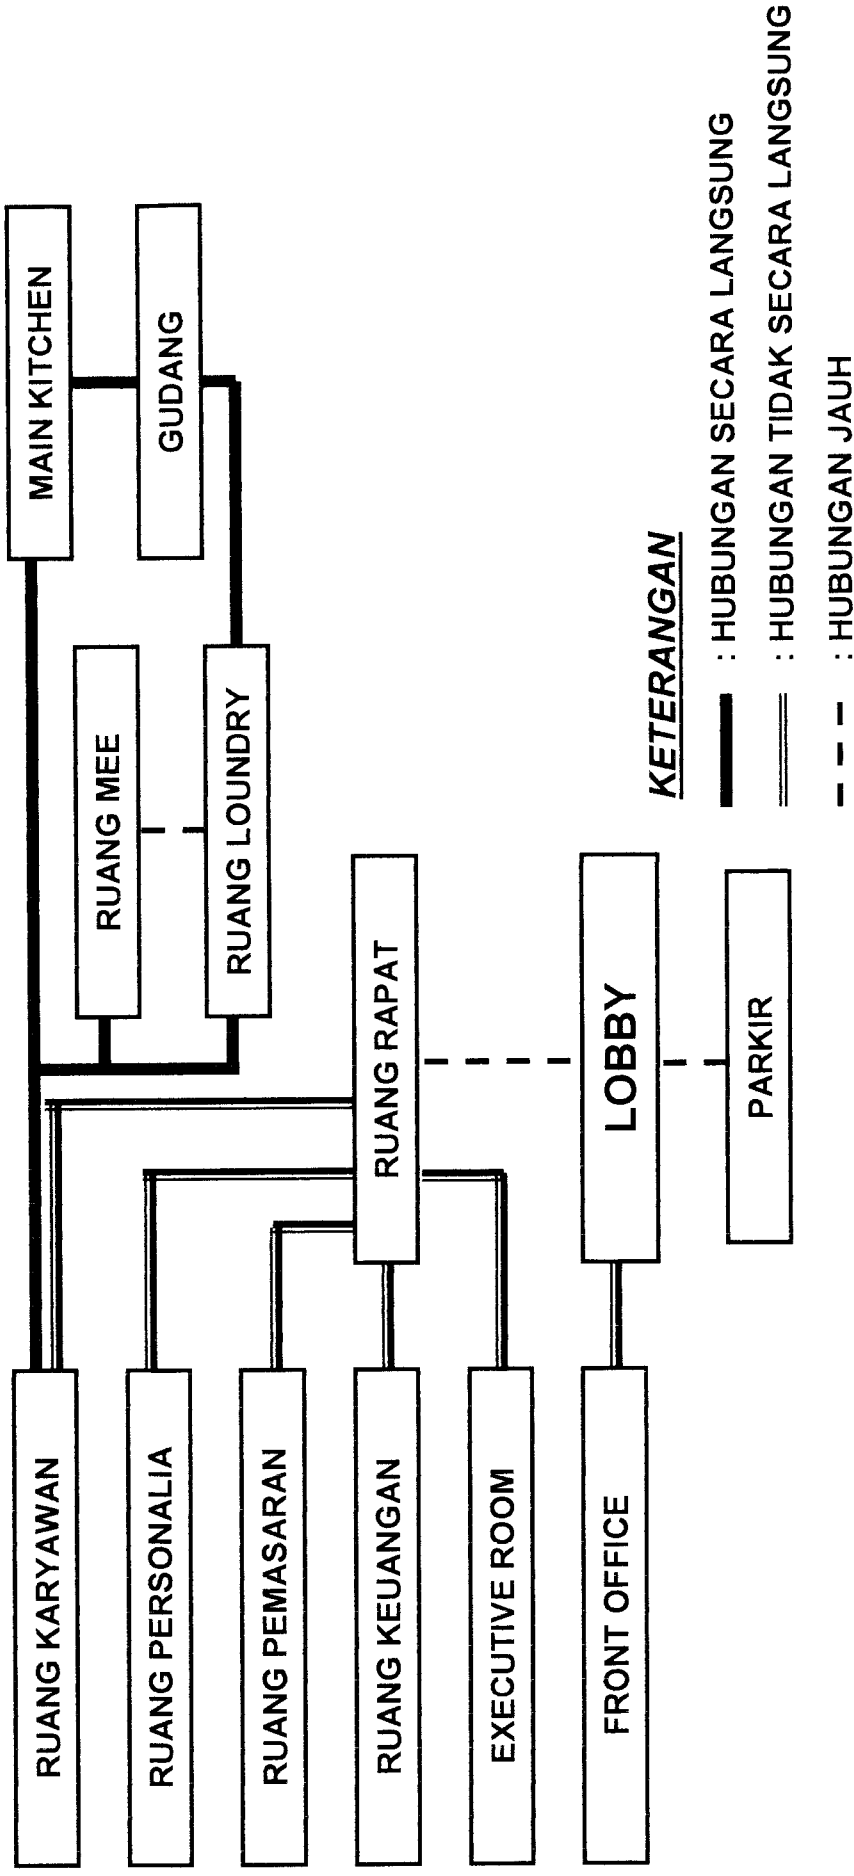 RUANG KARYAWAN
MAIN KITCHEN
RUANG MEE
GUDANG
RUANG PERSONALIA
RUANG LOUNDRY
RUANG PEMASARAN
RUANG KEUANGAN
RUANG RAPAT
EXECUTIVE ROOM
FRONT OFFICE
LOBBY
PARKIR
KETERANGAN
: HUBUNGAN SECARA LANGSUNG
: HUBUNGAN TIDAK SECARA LANGSUNG
: HUBUNGAN JAUH